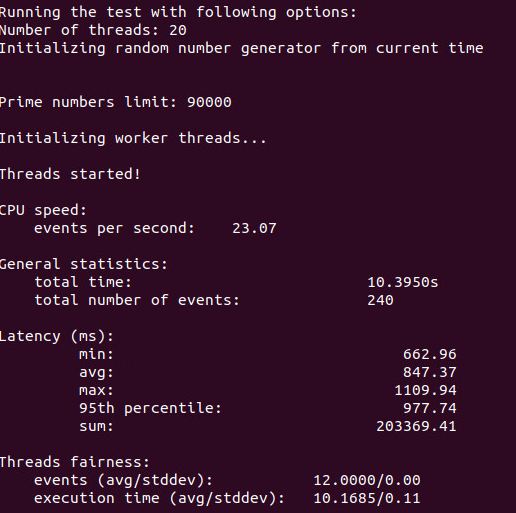 Running the test with following options:
Number of threads: 20
Initializing random number generator from current time
Prime numbers limit: 90000
Initializing worker threads...
Threads started!
CPU speed:
events per second: 23.07
General statistics:
total time: 10.3950s
total number of events: 240
Latency (ms):
min: 662.96
avg: 847.37
max: 1109.94
95th percentile: 977.74
sum: 203369.41
Threads fairness:
events (avg/stddev): 12.0000/0.00
execution time (avg/stddev): 10.1685/0.11